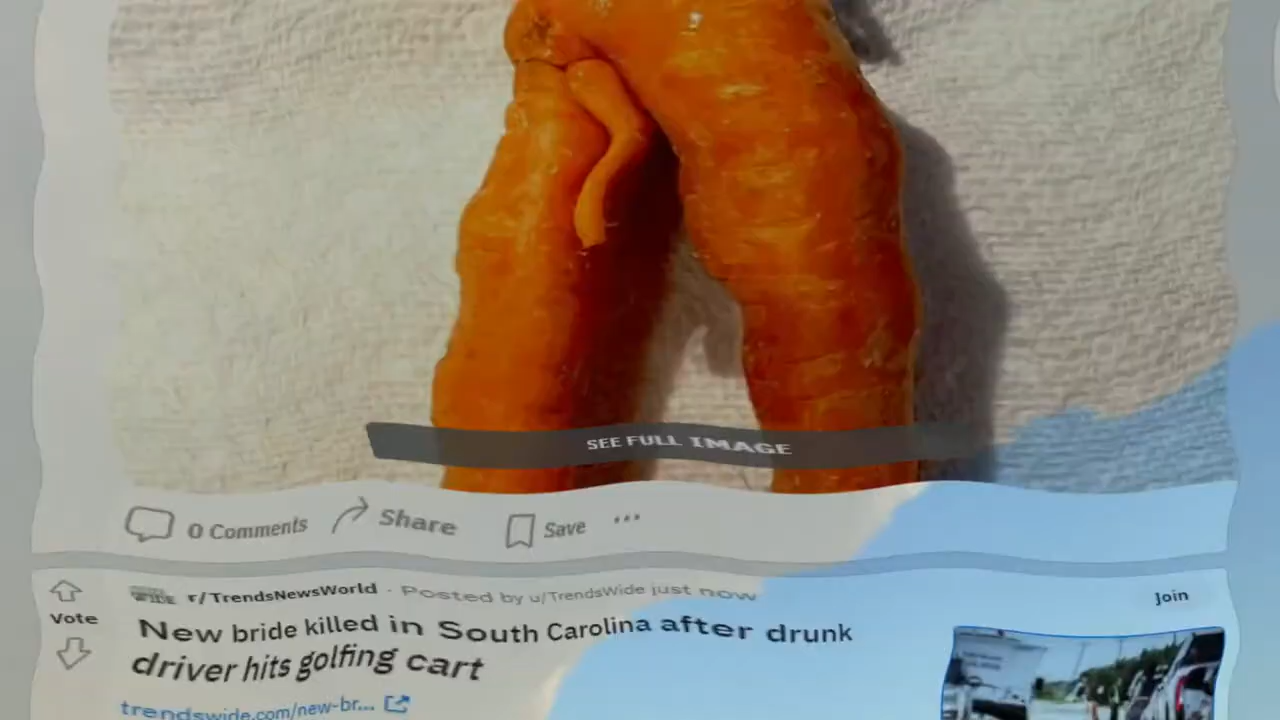 SEE FULL IMAGE
0 Comments Share Save ...
r/TrendsNewsWorld · Posted by u/TrendsWide just now
Join
Vote
New bride killed in South Carolina after drunk
driver hits golfing cart
trendswide.com/new-br...